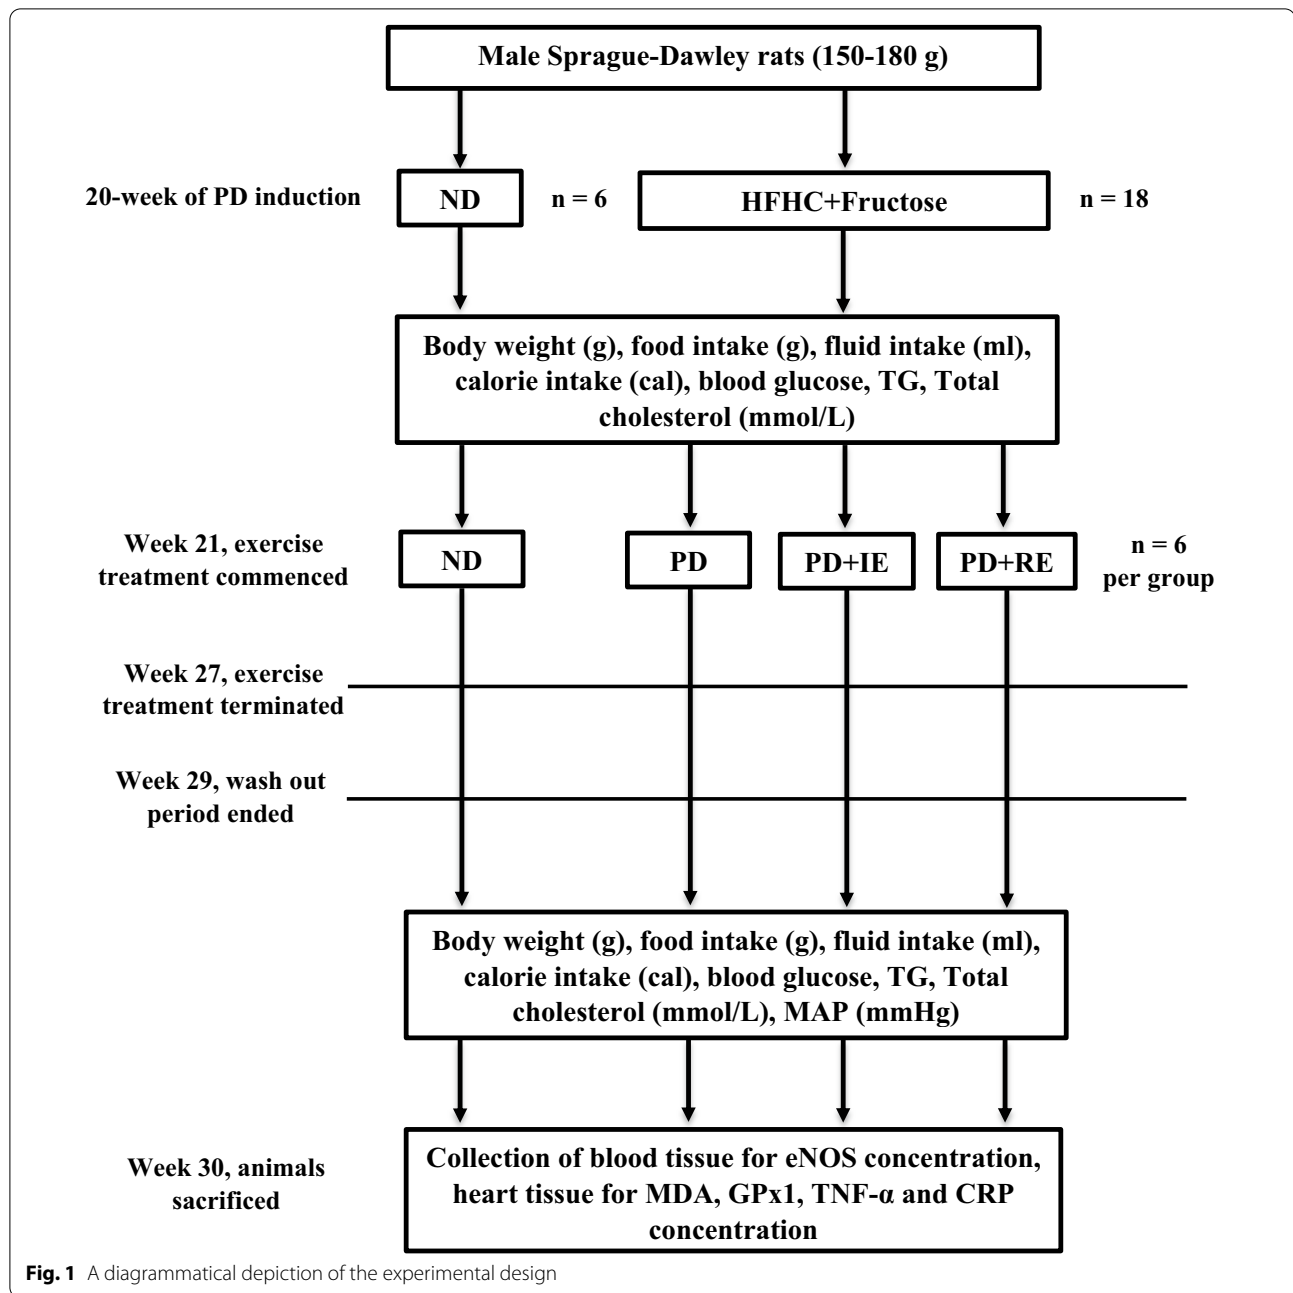 Male Sprague-Dawley rats (150-180 g)
20-week of PD induction
ND
n = 6
HFHC+Fructose
n = 18
Body weight (g), food intake (g), fluid intake (ml),
calorie intake (cal), blood glucose, TG, Total
cholesterol (mmol/L)
Week 21, exercise
treatment commenced
ND
PD
PD+IE
PD+RE
n = 6
per group
Week 27, exercise
treatment terminated
Week 29, wash out
period ended
Body weight (g), food intake (g), fluid intake (ml),
calorie intake (cal), blood glucose, TG, Total
cholesterol (mmol/L), MAP (mmHg)
Week 30, animals
sacrificed
Collection of blood tissue for eNOS concentration,
heart tissue for MDA, GPx1, TNF-α and CRP
concentration
Fig. 1 A diagrammatical depiction of the experimental design